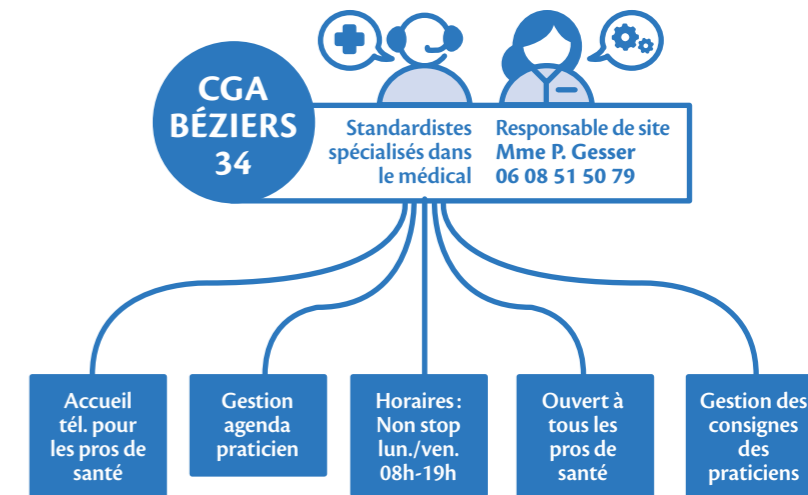 CGA
BÉZIERS
34
Standardistes
spécialisés dans
le médical
Responsable de site
Mme P. Gesser
06 08 51 50 79
Accueil
tél. pour
les pros de
santé
Gestion
agenda
praticien
Horaires :
Non stop
lun./ven.
08h-19h
Ouvert à
tous les
pros de
santé
Gestion des
consignes
des
praticiens